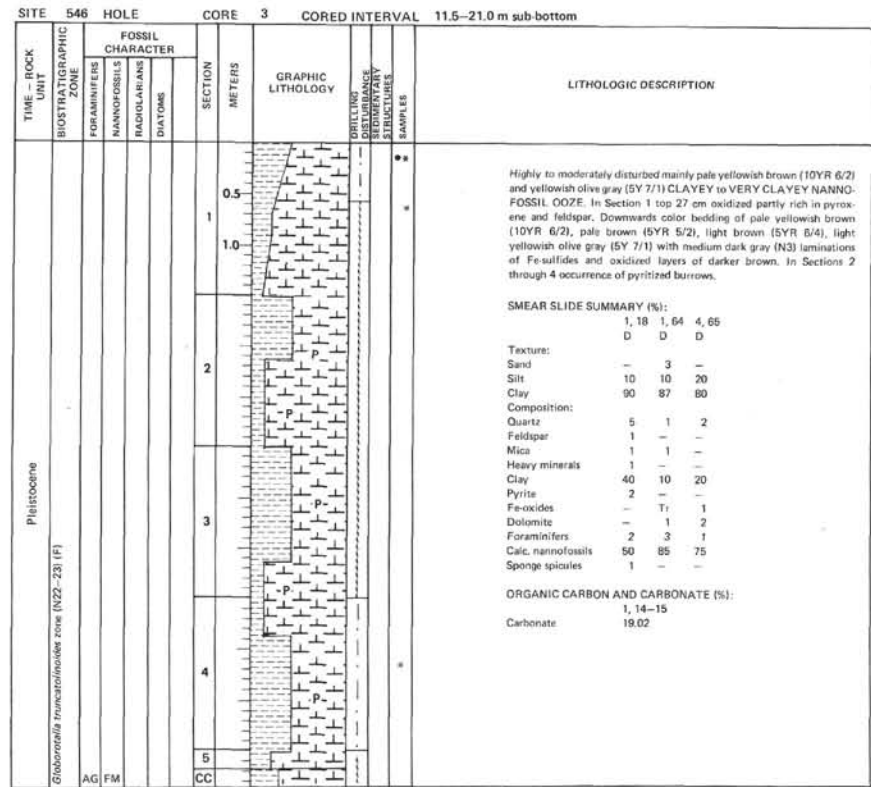 SITE 546 HOLE CORE 3 CORED INTERVAL 11.5–21.0 m sub-bottom
TIME – ROCK UNIT
BIOSTRATIGRAPHIC ZONE
FOSSIL CHARACTER
FORAMINIFERS
NANNOFOSSILS
RADIOLARIANS
DIATOMS
SECTION
METERS
GRAPHIC LITHOLOGY
DRILLING DISTURBANCE
SEDIMENTARY STRUCTURES
SAMPLES
LITHOLOGIC DESCRIPTION
Pleistocene
Globorotalia truncatolinoides zone (N22–23) (F)
AG FM
1
0.5
1.0
2
3
4
5
CC
P
P
P
P
P
Highly to moderately disturbed mainly pale yellowish brown (10YR 6/2)
and yellowish olive gray (5Y 7/1) CLAYEY to VERY CLAYEY NANNO-
FOSSIL OOZE. In Section 1 top 27 cm oxidized partly rich in pyrox-
ene and feldspar. Downwards color bedding of pale yellowish brown
(10YR 6/2), pale brown (5YR 5/2), light brown (5YR 6/4), light
yellowish olive gray (5Y 7/1) with medium dark gray (N3) laminations
of Fe-sulfides and oxidized layers of darker brown. In Sections 2
through 4 occurrence of pyritized burrows.
SMEAR SLIDE SUMMARY (%):
1, 18 1, 64 4, 65
D D D
Texture:
Sand – 3 –
Silt 10 10 20
Clay 90 87 80
Composition:
Quartz 5 1 2
Feldspar 1 – –
Mica 1 1 –
Heavy minerals 1 – –
Clay 40 10 20
Pyrite 2 – –
Fe-oxides – Tr 1
Dolomite – 1 2
Foraminifers 2 3 1
Calc. nannofossils 50 85 75
Sponge spicules 1 – –
ORGANIC CARBON AND CARBONATE (%):
1, 14–15
Carbonate 19.02